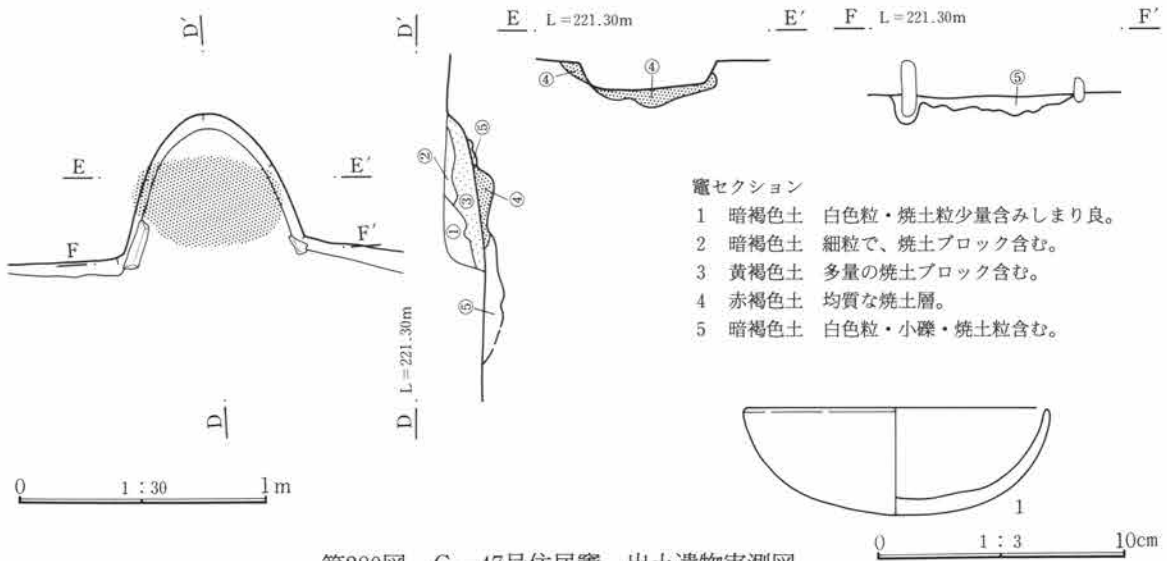 D′
D′
E L＝221.30m E′
F L＝221.30m F′
④
④
⑤
E E′
F F′
②
⑤
③
④
①
⑤
L＝221.30m
D
D
竈セクション
1 暗褐色土 白色粒・焼土粒少量含みしまり良。
2 暗褐色土 細粒で、焼土ブロック含む。
3 黄褐色土 多量の焼土ブロック含む。
4 赤褐色土 均質な焼土層。
5 暗褐色土 白色粒・小礫・焼土粒含む。
0 1：30 1m
1
0 1：3 10cm